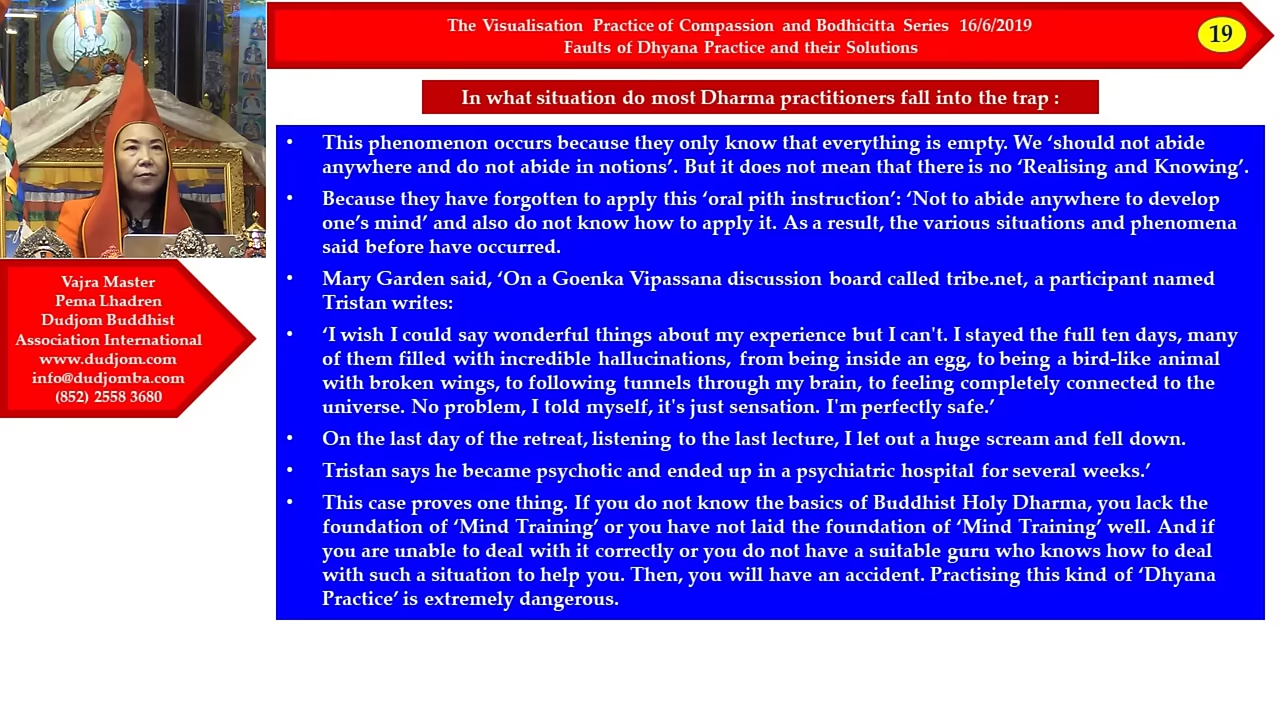 The Visualisation Practice of Compassion and Bodhicitta Series 16/6/2019
Faults of Dhyana Practice and their Solutions
19
In what situation do most Dharma practitioners fall into the trap :
• This phenomenon occurs because they only know that everything is empty. We ‘should not abide
anywhere and do not abide in notions’. But it does not mean that there is no ‘Realising and Knowing’.
• Because they have forgotten to apply this ‘oral pith instruction’: ‘Not to abide anywhere to develop
one’s mind’ and also do not know how to apply it. As a result, the various situations and phenomena
said before have occurred.
• Mary Garden said, ‘On a Goenka Vipassana discussion board called tribe.net, a participant named
Tristan writes:
• ‘I wish I could say wonderful things about my experience but I can't. I stayed the full ten days, many
of them filled with incredible hallucinations, from being inside an egg, to being a bird-like animal
with broken wings, to following tunnels through my brain, to feeling completely connected to the
universe. No problem, I told myself, it's just sensation. I'm perfectly safe.’
• On the last day of the retreat, listening to the last lecture, I let out a huge scream and fell down.
• Tristan says he became psychotic and ended up in a psychiatric hospital for several weeks.’
• This case proves one thing. If you do not know the basics of Buddhist Holy Dharma, you lack the
foundation of ‘Mind Training’ or you have not laid the foundation of ‘Mind Training’ well. And if
you are unable to deal with it correctly or you do not have a suitable guru who knows how to deal
with such a situation to help you. Then, you will have an accident. Practising this kind of ‘Dhyana
Practice’ is extremely dangerous.
Vajra Master
Pema Lhadren
Dudjom Buddhist
Association International
www.dudjom.com
info@dudjomba.com
(852) 2558 3680